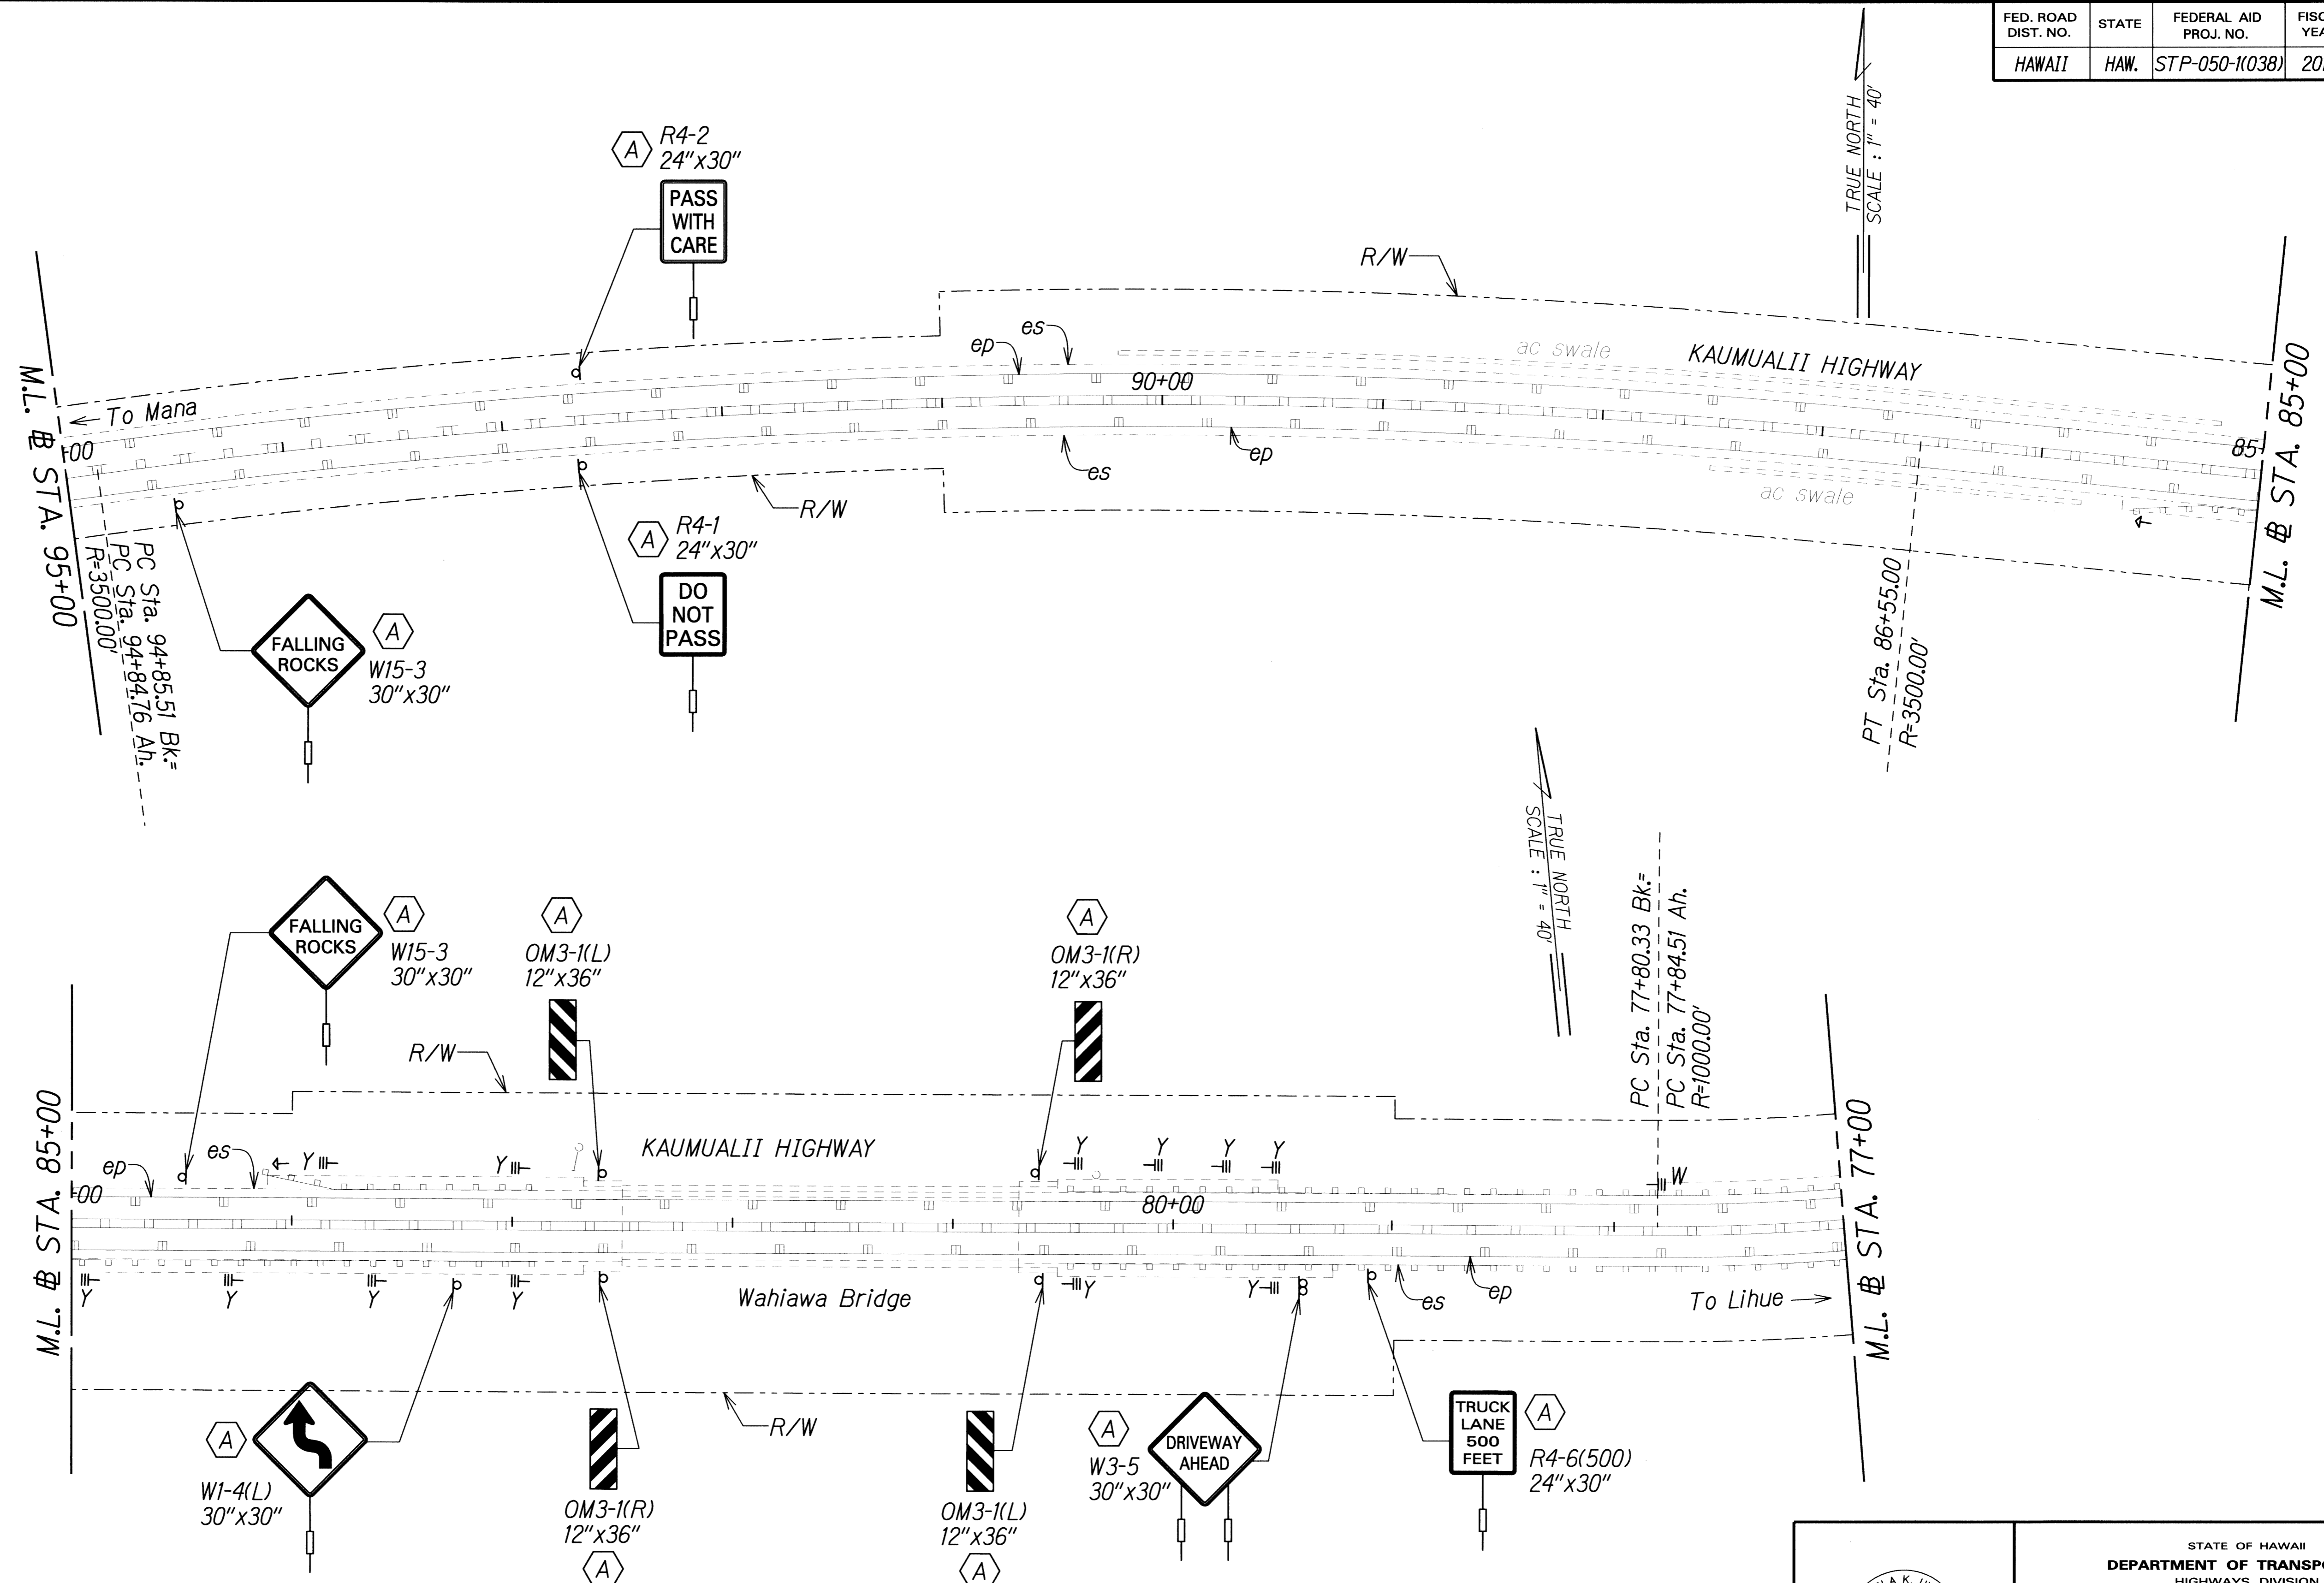 FED. ROAD DIST. NO.
STATE
FEDERAL AID PROJ. NO.
HAWAII
HAW.
STP-050-1(038)
TRUE NORTH
SCALE : 1" = 40'
A
R4-2
24"x30"
PASS
WITH
CARE
R/W
es
ep
ac swale
KAUMUALII HIGHWAY
90+00
To Mana
+00
85+
M.L. BL STA. 95+00
M.L. BL STA. 85+00
es
ep
ac swale
R/W
A
R4-1
24"x30"
DO
NOT
PASS
PC Sta. 94+85.51 Bk.=
PC Sta. 94+84.76 Ah.
R=3500.00'
FALLING
ROCKS
A
W15-3
30"x30"
PT Sta. 86+55.00
R=3500.00'
TRUE NORTH
SCALE : 1" = 40'
FALLING
ROCKS
A
W15-3
30"x30"
A
OM3-1(L)
12"x36"
A
OM3-1(R)
12"x36"
PC Sta. 77+80.33 Bk.=
PC Sta. 77+84.51 Ah.
R=1000.00'
R/W
M.L. BL STA. 85+00
M.L. BL STA. 77+00
ep
es
Y
Y
KAUMUALII HIGHWAY
Y
Y
Y
Y
W
+00
80+00
Y
Y
Y
Y
Wahiawa Bridge
Y
Y
es
ep
To Lihue
R/W
A
W1-4(L)
30"x30"
OM3-1(R)
12"x36"
A
OM3-1(L)
12"x36"
A
A
W3-5
30"x30"
DRIVEWAY
AHEAD
TRUCK
LANE
500
FEET
A
R4-6(500)
24"x30"
STATE OF HAWAII